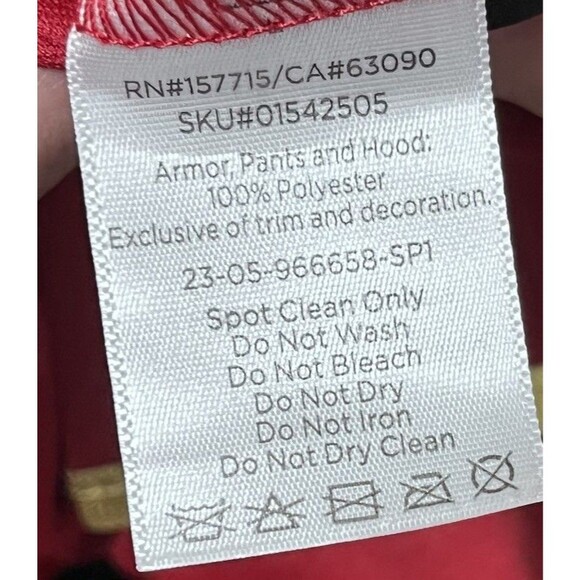 RN#157715/CA#63090
SKU#01542505
Armor, Pants and Hood:
100% Polyester
Exclusive of trim and decoration.
23-05-966658-SP1
Spot Clean Only
Do Not Wash
Do Not Bleach
Do Not Dry
Do Not Iron
Do Not Dry Clean